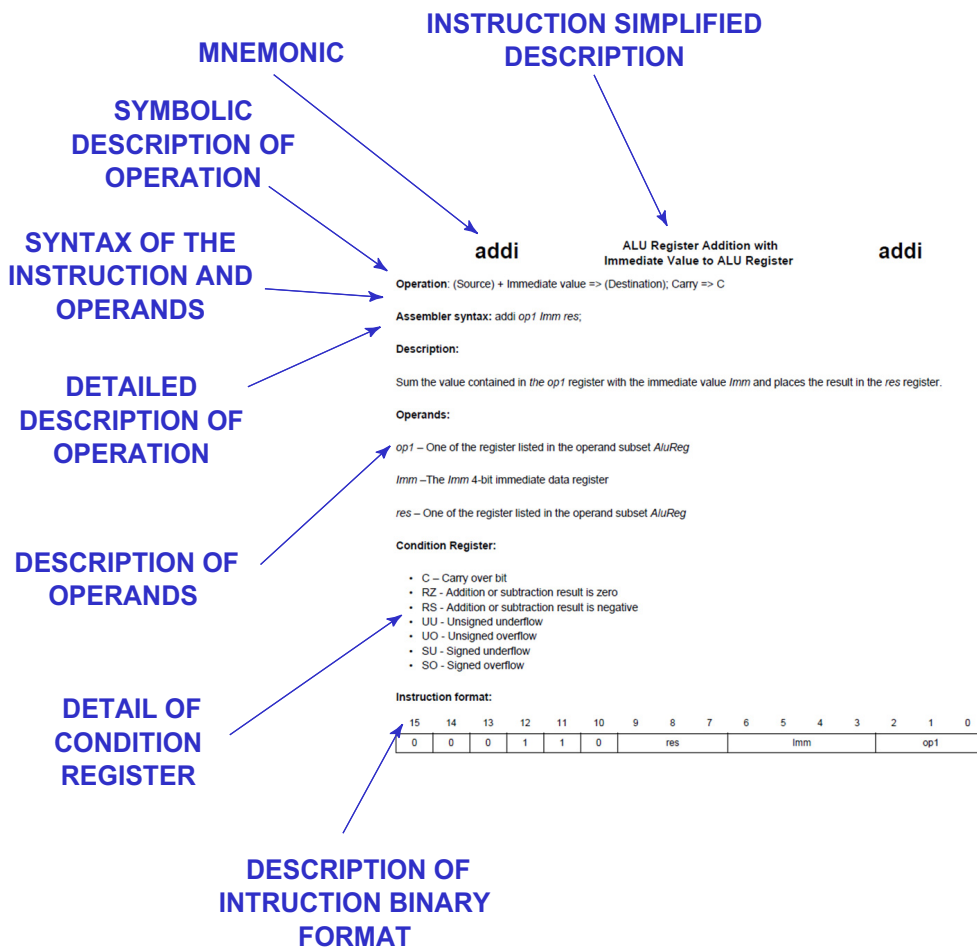 INSTRUCTION SIMPLIFIED
DESCRIPTION
MNEMONIC
SYMBOLIC
DESCRIPTION OF
OPERATION
SYNTAX OF THE
INSTRUCTION AND
OPERANDS
DETAILED
DESCRIPTION OF
OPERATION
DESCRIPTION OF
OPERANDS
DETAIL OF
CONDITION
REGISTER
DESCRIPTION OF
INTRUCTION BINARY
FORMAT
addi
ALU Register Addition with
Immediate Value to ALU Register
addi
Operation: (Source) + Immediate value => (Destination); Carry => C
Assembler syntax: addi op1 Imm res;
Description:
Sum the value contained in the op1 register with the immediate value Imm and places the result in the res register.
Operands:
op1 – One of the register listed in the operand subset AluReg
Imm –The Imm 4-bit immediate data register
res – One of the register listed in the operand subset AluReg
Condition Register:
• C – Carry over bit
• RZ - Addition or subtraction result is zero
• RS - Addition or subtraction result is negative
• UU - Unsigned underflow
• UO - Unsigned overflow
• SU - Signed underflow
• SO - Signed overflow
Instruction format:
15 14 13 12 11 10 9 8 7 6 5 4 3 2 1 0
0 0 0 1 1 0 res Imm op1